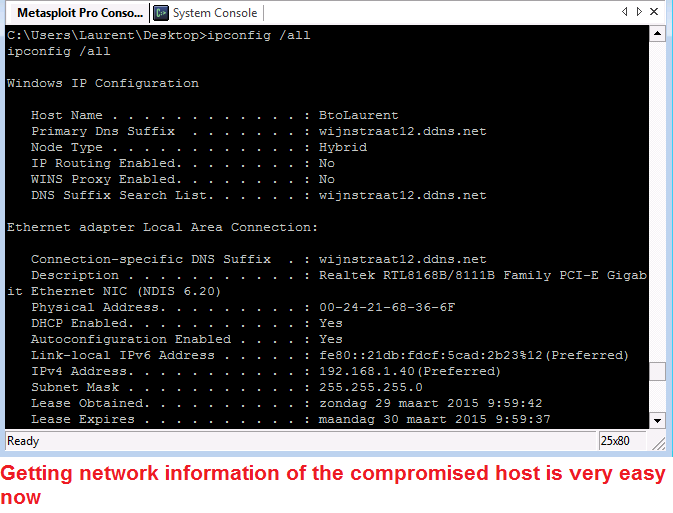 Metasploit Pro Conso... System Console
C:\Users\Laurent\Desktop>ipconfig /all
ipconfig /all
Windows IP Configuration
Host Name . . . . . . . . . . . . : BtoLaurent
Primary Dns Suffix  . . . . . . . : wijnstraat12.ddns.net
Node Type . . . . . . . . . . . . : Hybrid
IP Routing Enabled. . . . . . . . : No
WINS Proxy Enabled. . . . . . . . : No
DNS Suffix Search List. . . . . . : wijnstraat12.ddns.net
Ethernet adapter Local Area Connection:
Connection-specific DNS Suffix  . : wijnstraat12.ddns.net
Description . . . . . . . . . . . : Realtek RTL8168B/8111B Family PCI-E Gigab
it Ethernet NIC (NDIS 6.20)
Physical Address. . . . . . . . . : 00-24-21-68-36-6F
DHCP Enabled. . . . . . . . . . . : Yes
Autoconfiguration Enabled . . . . : Yes
Link-local IPv6 Address . . . . . : fe80::21db:fdcf:5cad:2b23%12(Preferred)
IPv4 Address. . . . . . . . . . . : 192.168.1.40(Preferred)
Subnet Mask . . . . . . . . . . . : 255.255.255.0
Lease Obtained. . . . . . . . . . : zondag 29 maart 2015 9:59:42
Lease Expires . . . . . . . . . . : maandag 30 maart 2015 9:59:37
Ready 25x80
Getting network information of the compromised host is very easy
now